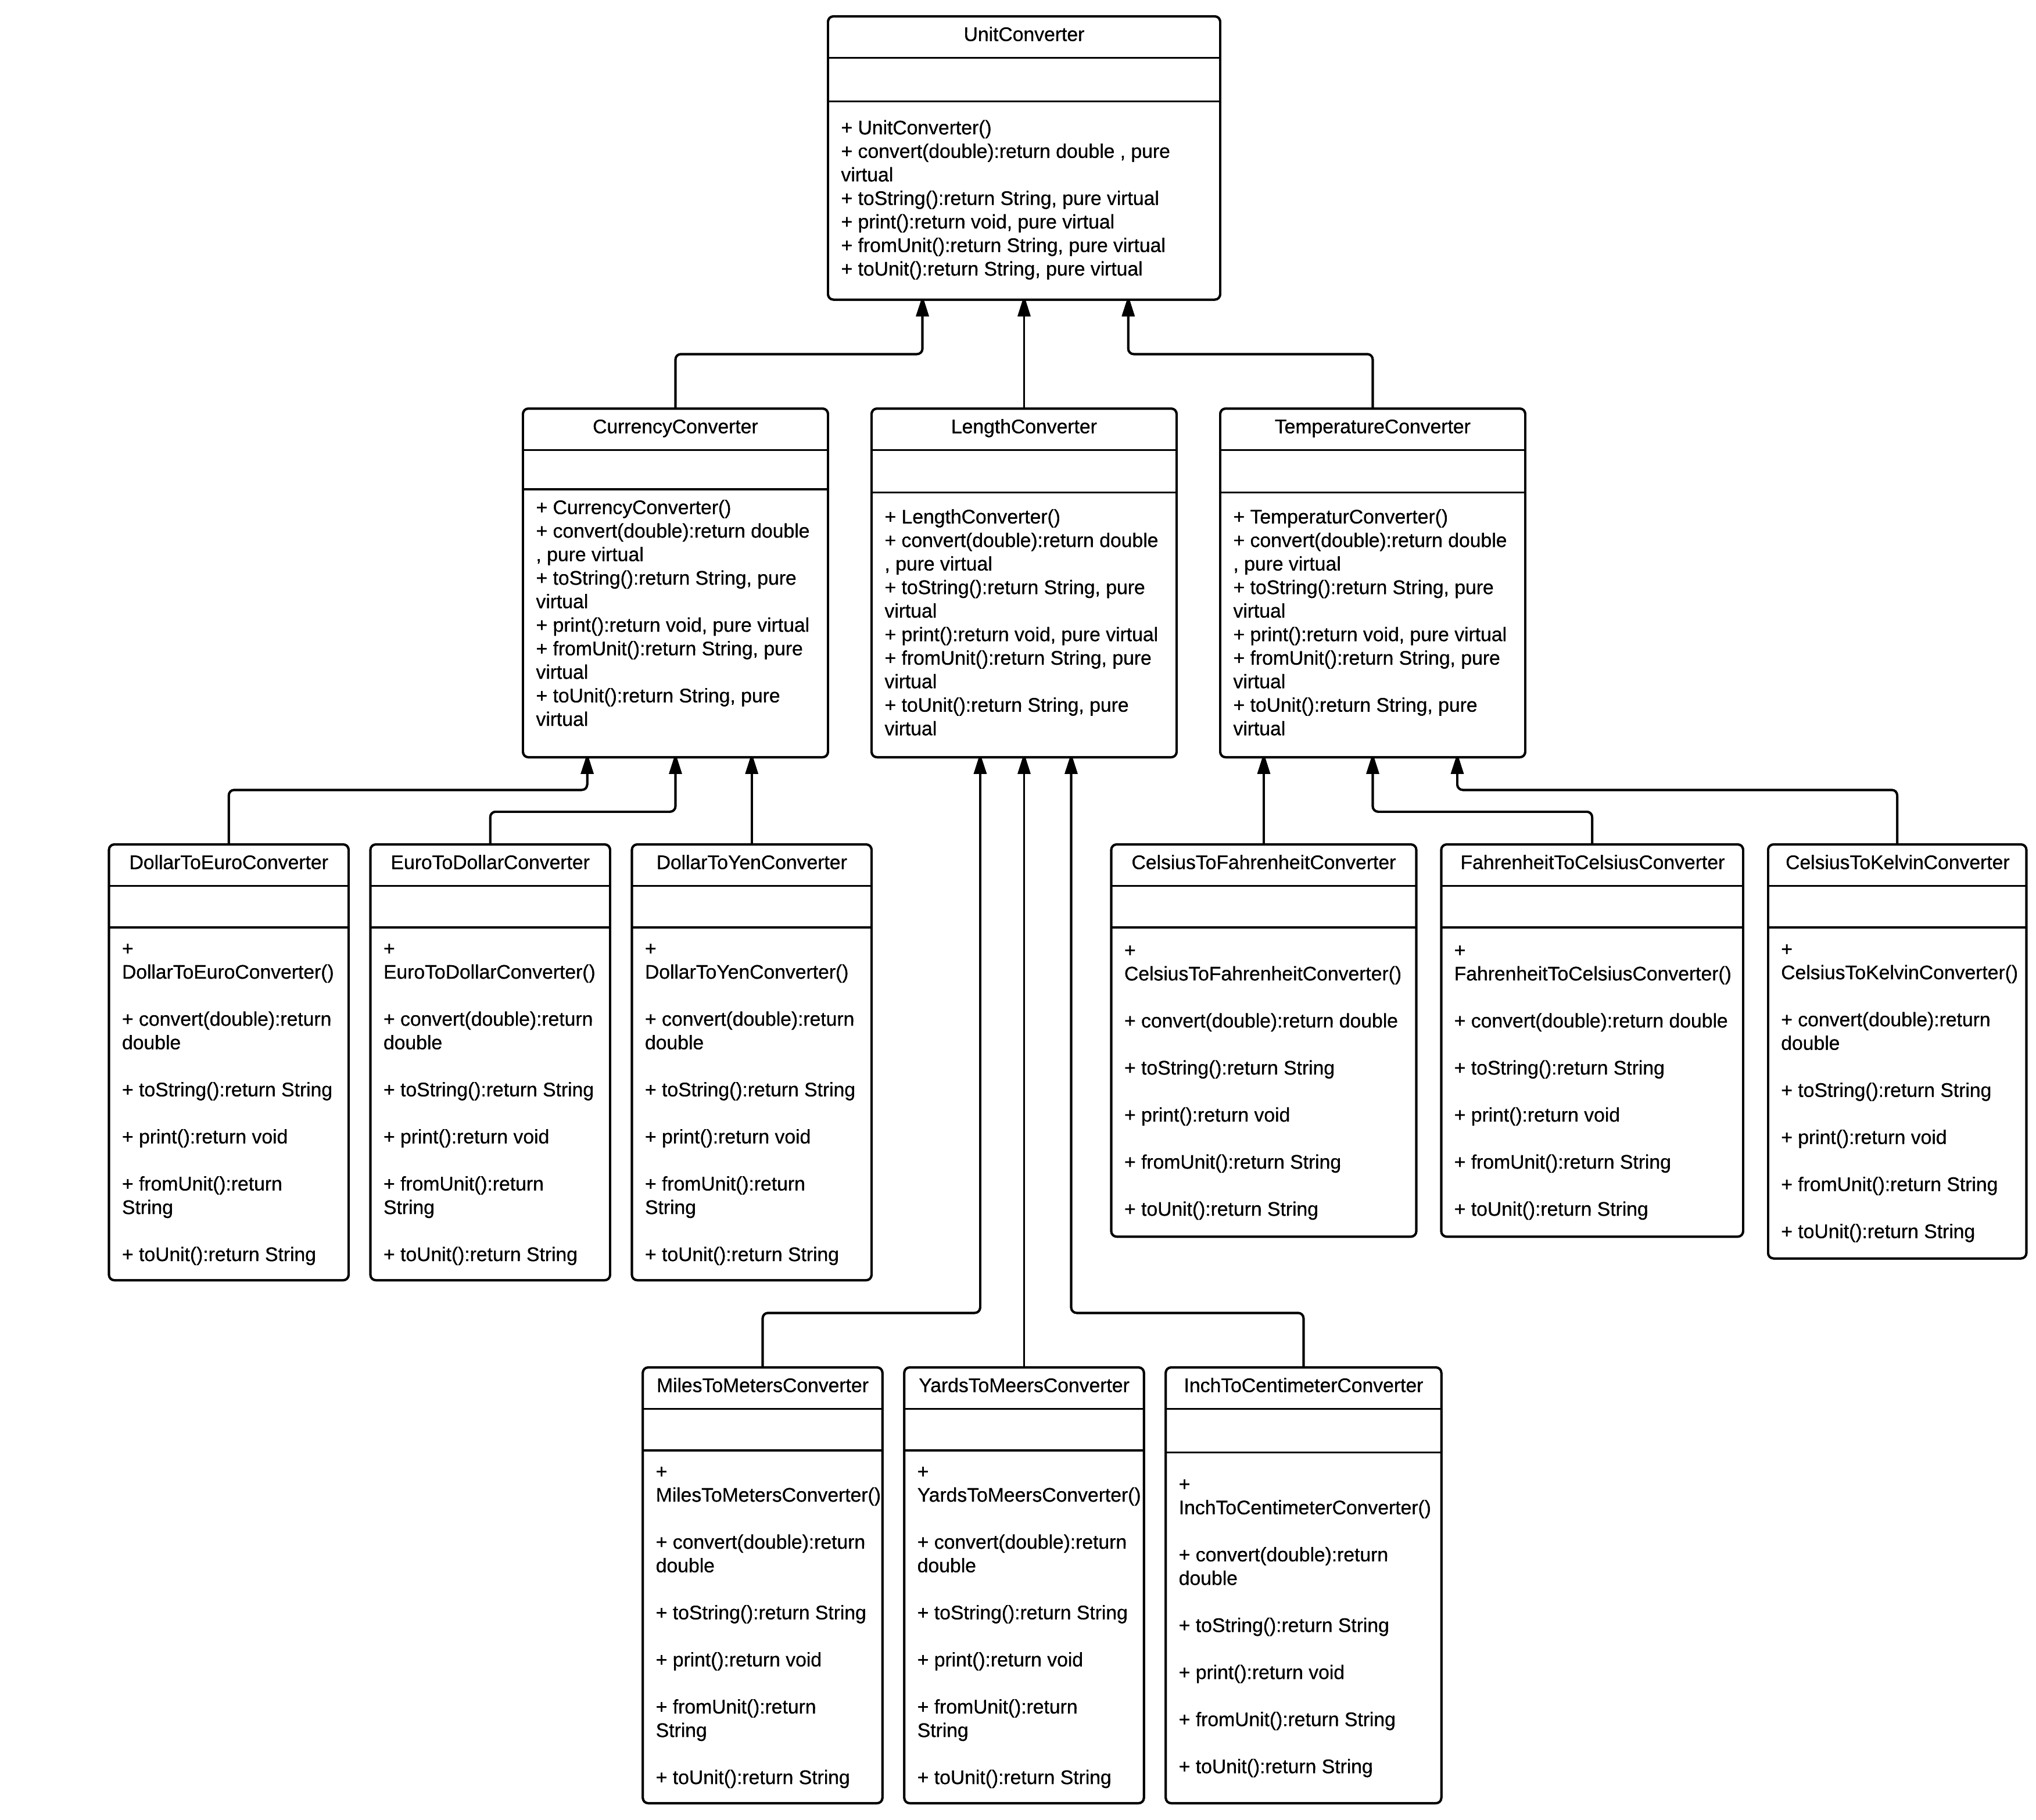 UnitConverter
+ UnitConverter()
+ convert(double):return double , pure
virtual
+ toString():return String, pure virtual
+ print():return void, pure virtual
+ fromUnit():return String, pure virtual
+ toUnit():return String, pure virtual
CurrencyConverter
+ CurrencyConverter()
+ convert(double):return double
, pure virtual
+ toString():return String, pure
virtual
+ print():return void, pure virtual
+ fromUnit():return String, pure
virtual
+ toUnit():return String, pure
virtual
LengthConverter
+ LengthConverter()
+ convert(double):return double
, pure virtual
+ toString():return String, pure
virtual
+ print():return void, pure virtual
+ fromUnit():return String, pure
virtual
+ toUnit():return String, pure
virtual
TemperatureConverter
+ TemperaturConverter()
+ convert(double):return double
, pure virtual
+ toString():return String, pure
virtual
+ print():return void, pure virtual
+ fromUnit():return String, pure
virtual
+ toUnit():return String, pure
virtual
DollarToEuroConverter
+
DollarToEuroConverter()
+ convert(double):return
double
+ toString():return String
+ print():return void
+ fromUnit():return
String
+ toUnit():return String
EuroToDollarConverter
+
EuroToDollarConverter()
+ convert(double):return
double
+ toString():return String
+ print():return void
+ fromUnit():return
String
+ toUnit():return String
DollarToYenConverter
+
DollarToYenConverter()
+ convert(double):return
double
+ toString():return String
+ print():return void
+ fromUnit():return
String
+ toUnit():return String
CelsiusToFahrenheitConverter
+
CelsiusToFahrenheitConverter()
+ convert(double):return double
+ toString():return String
+ print():return void
+ fromUnit():return String
+ toUnit():return String
FahrenheitToCelsiusConverter
+
FahrenheitToCelsiusConverter()
+ convert(double):return double
+ toString():return String
+ print():return void
+ fromUnit():return String
+ toUnit():return String
CelsiusToKelvinConverter
+
CelsiusToKelvinConverter()
+ convert(double):return
double
+ toString():return String
+ print():return void
+ fromUnit():return String
+ toUnit():return String
MilesToMetersConverter
+
MilesToMetersConverter()
+ convert(double):return
double
+ toString():return String
+ print():return void
+ fromUnit():return
String
+ toUnit():return String
YardsToMeersConverter
+
YardsToMeersConverter()
+ convert(double):return
double
+ toString():return String
+ print():return void
+ fromUnit():return
String
+ toUnit():return String
InchToCentimeterConverter
+
InchToCentimeterConverter()
+ convert(double):return
double
+ toString():return String
+ print():return void
+ fromUnit():return String
+ toUnit():return String